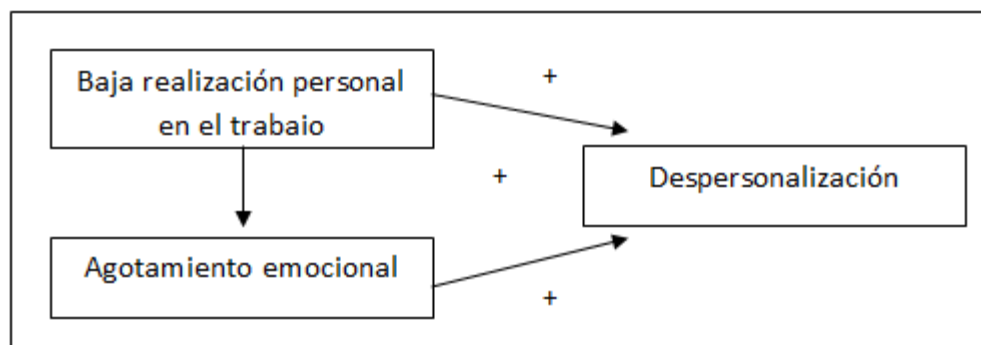 Baja realización personal
en el trabaio
+
Despersonalización
+
Agotamiento emocional
+